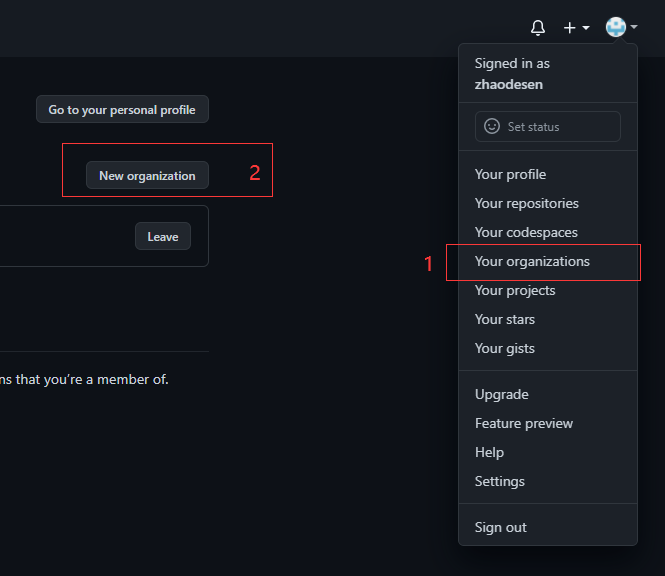 Go to your personal profile
New organization
2
Leave
ns that you're a member of.
Signed in as
zhaodesen
Set status
Your profile
Your repositories
Your codespaces
1
Your organizations
Your projects
Your stars
Your gists
Upgrade
Feature preview
Help
Settings
Sign out